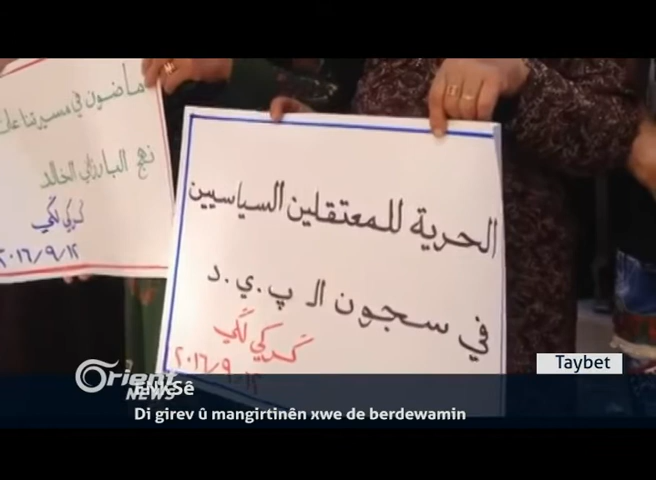 ماضون في مسيرتنا
نهج البارزاني الخالد
كركي لكي
٢٠١٦/٩/١٢
الحرية للمعتقلين السياسيين
في سجون الـ پ.ي.د
كركي لكي
٢٠١٦.٩.١٢
Taybet
Orient
NEWS
ENKSê
Di girev û mangirtinên xwe de berdewamin